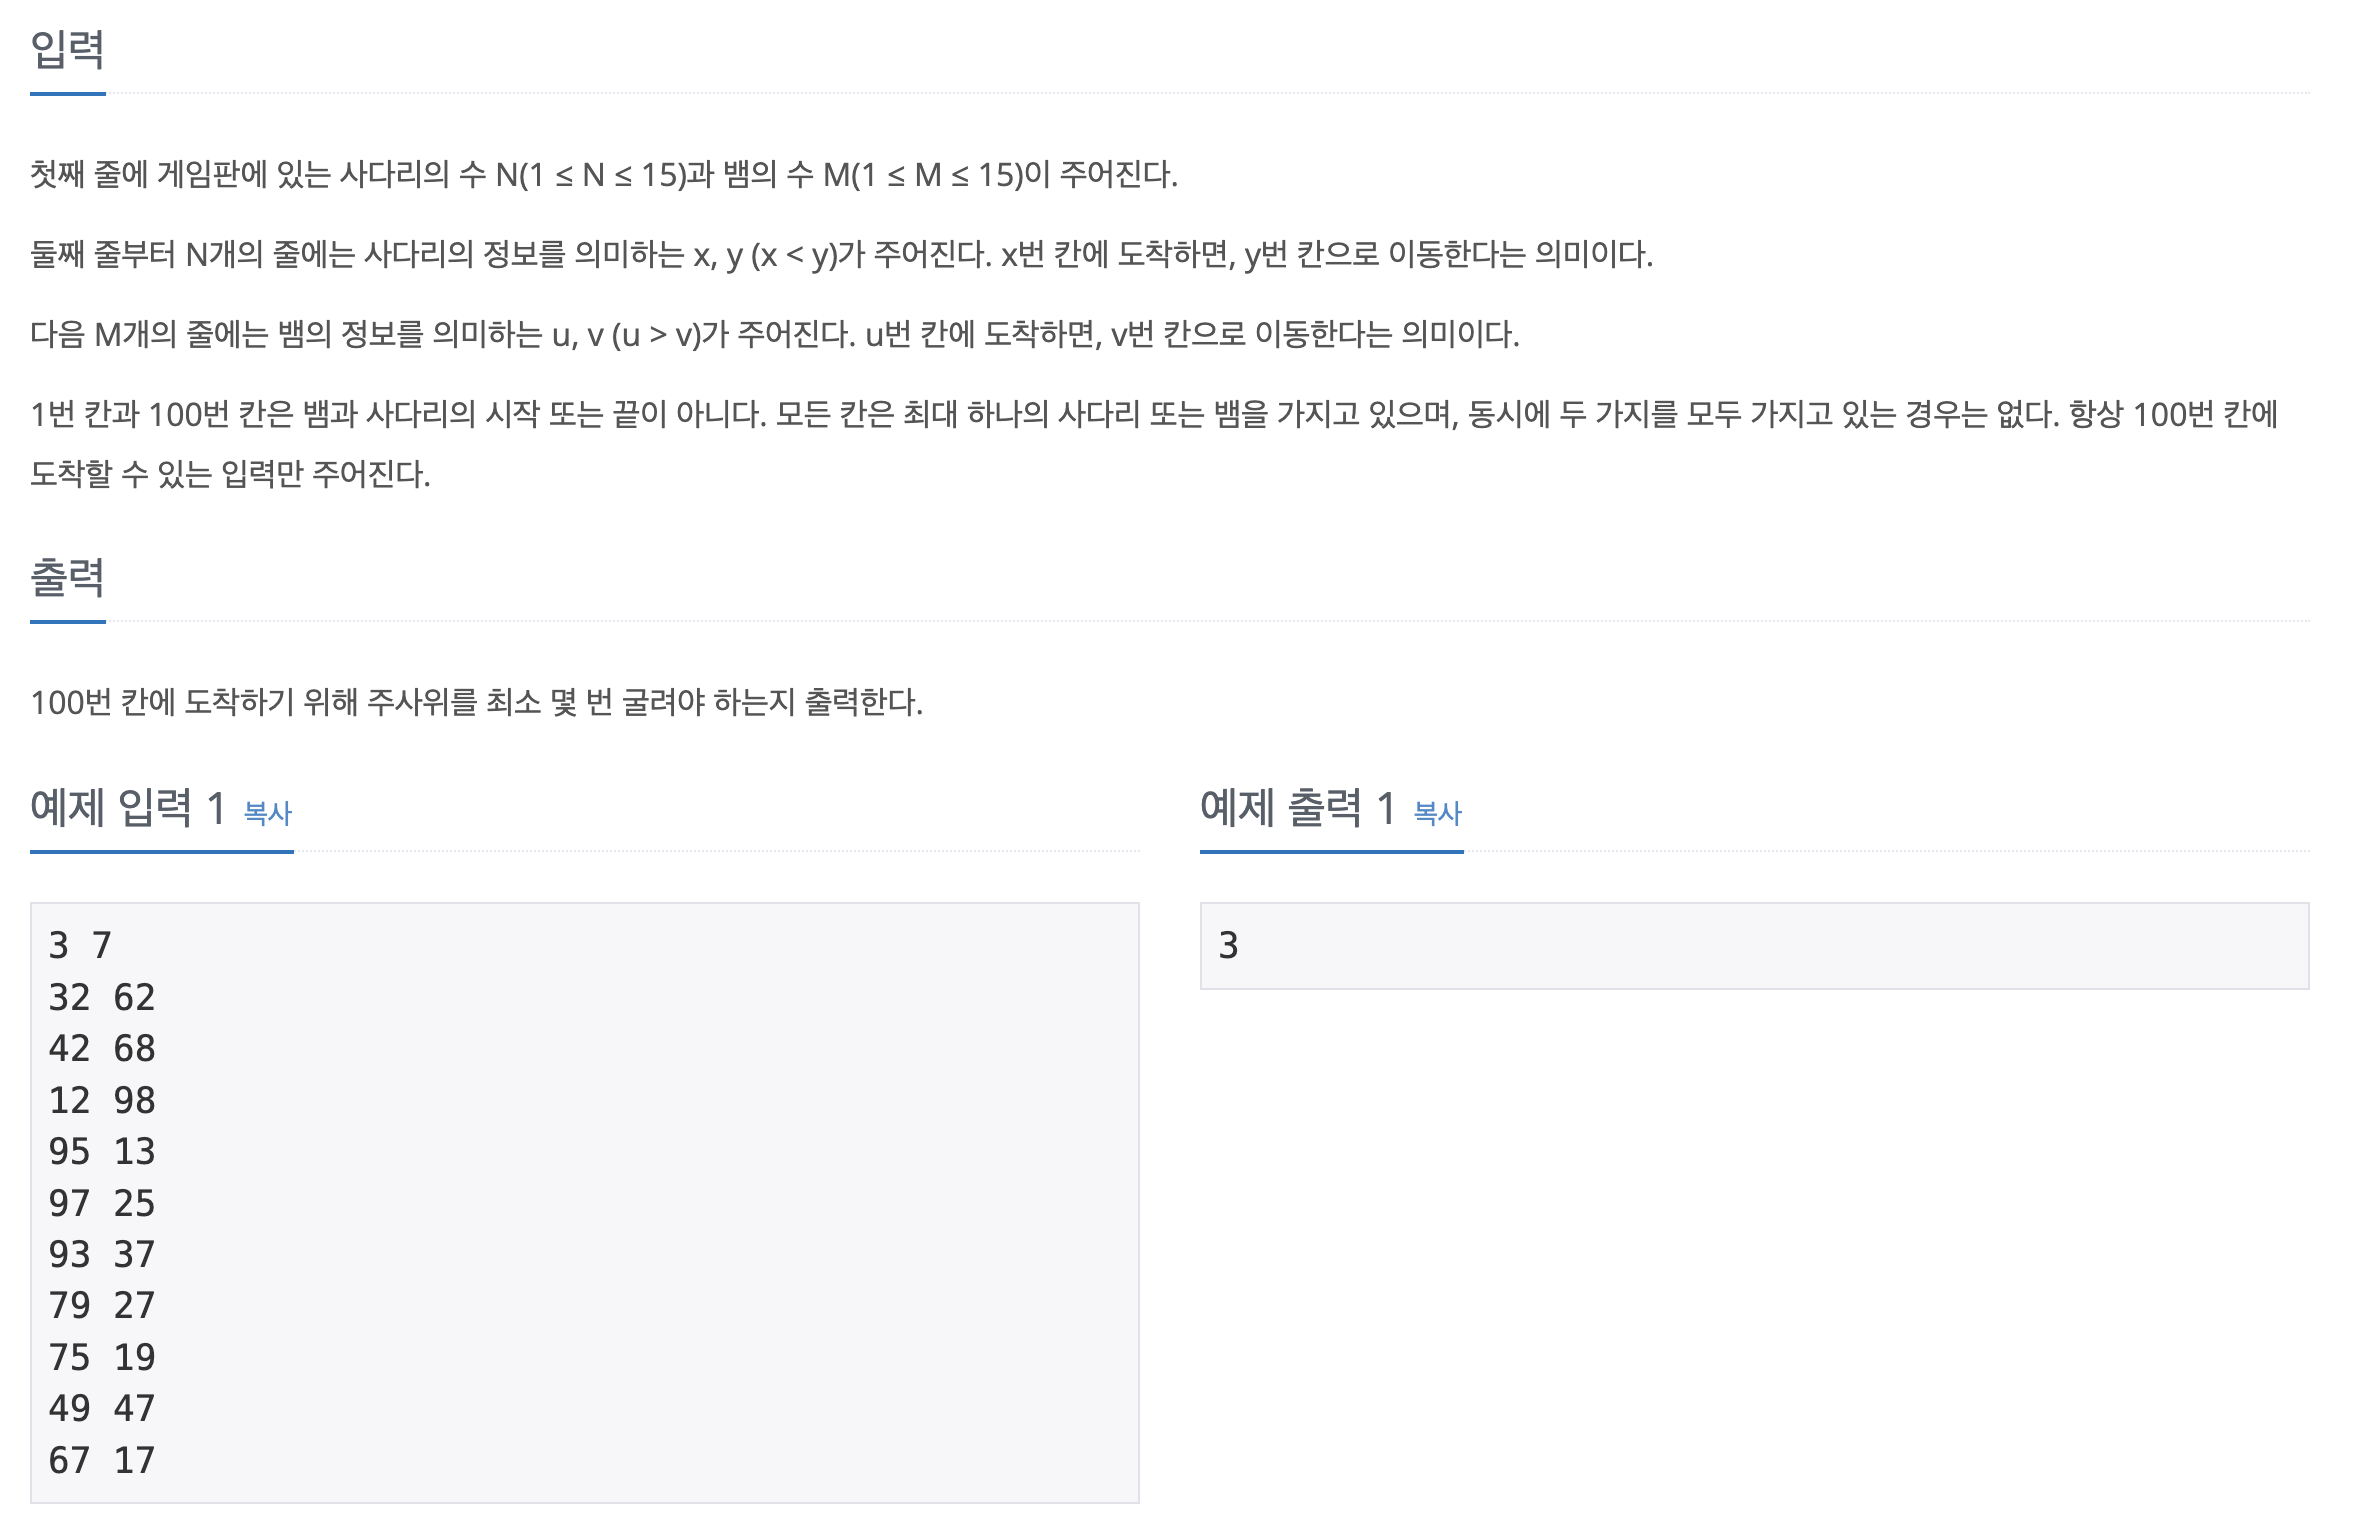 입력
첫째 줄에 게임판에 있는 사다리의 수 N(1 ≤ N ≤ 15)과 뱀의 수 M(1 ≤ M ≤ 15)이 주어진다.
둘째 줄부터 N개의 줄에는 사다리의 정보를 의미하는 x, y (x < y)가 주어진다. x번 칸에 도착하면, y번 칸으로 이동한다는 의미이다.
다음 M개의 줄에는 뱀의 정보를 의미하는 u, v (u > v)가 주어진다. u번 칸에 도착하면, v번 칸으로 이동한다는 의미이다.
1번 칸과 100번 칸은 뱀과 사다리의 시작 또는 끝이 아니다. 모든 칸은 최대 하나의 사다리 또는 뱀을 가지고 있으며, 동시에 두 가지를 모두 가지고 있는 경우는 없다. 항상 100번 칸에
도착할 수 있는 입력만 주어진다.
출력
100번 칸에 도착하기 위해 주사위를 최소 몇 번 굴려야 하는지 출력한다.
예제 입력 1 복사
3 7
32 62
42 68
12 98
95 13
97 25
93 37
79 27
75 19
49 47
67 17
예제 출력 1 복사
3